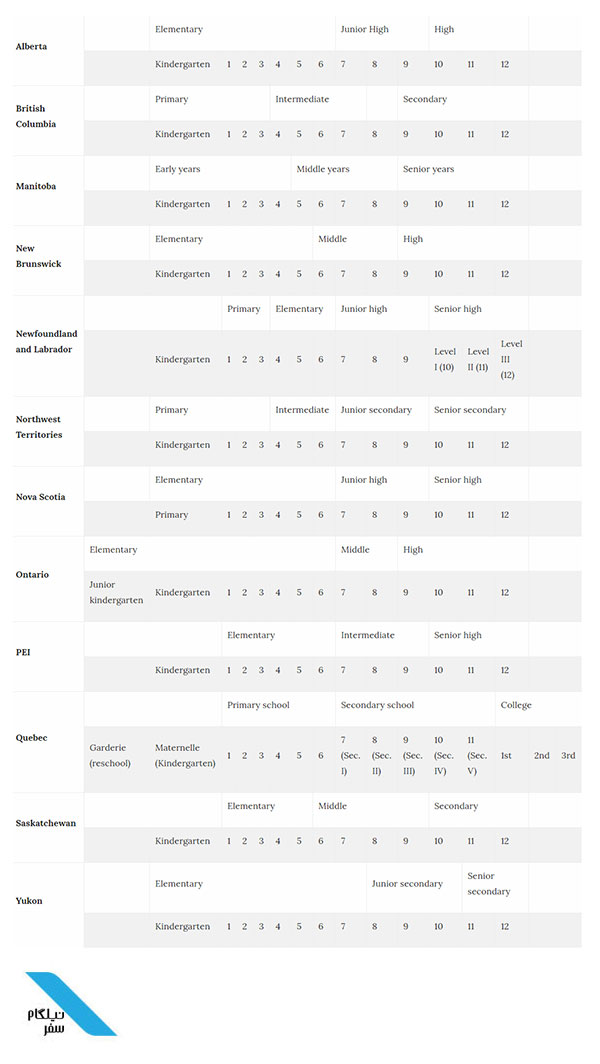 Elementary Junior High High
Alberta
Kindergarten 1 2 3 4 5 6 7 8 9 10 11 12
Primary Intermediate Secondary
British
Columbia
Kindergarten 1 2 3 4 5 6 7 8 9 10 11 12
Early years Middle years Senior years
Manitoba
Kindergarten 1 2 3 4 5 6 7 8 9 10 11 12
Elementary Middle High
New
Brunswick
Kindergarten 1 2 3 4 5 6 7 8 9 10 11 12
Primary Elementary Junior high Senior high
Newfoundland
and Labrador
Kindergarten 1 2 3 4 5 6 7 8 9 Level I (10) Level II (11) Level III (12)
Primary Intermediate Junior secondary Senior secondary
Northwest
Territories
Kindergarten 1 2 3 4 5 6 7 8 9 10 11 12
Elementary Junior high Senior high
Nova Scotia
Primary 1 2 3 4 5 6 7 8 9 10 11 12
Elementary Middle High
Ontario
Junior kindergarten Kindergarten 1 2 3 4 5 6 7 8 9 10 11 12
Elementary Intermediate Senior high
PEI
Kindergarten 1 2 3 4 5 6 7 8 9 10 11 12
Primary school Secondary school College
Quebec
Garderie (reschool) Maternelle (Kindergarten) 1 2 3 4 5 6 7 (Sec. I) 8 (Sec. II) 9 (Sec. III) 10 (Sec. IV) 11 (Sec. V) 1st 2nd 3rd
Elementary Middle Secondary
Saskatchewan
Kindergarten 1 2 3 4 5 6 7 8 9 10 11 12
Elementary Junior secondary Senior secondary
Yukon
Kindergarten 1 2 3 4 5 6 7 8 9 10 11 12
نیلگام
سفر